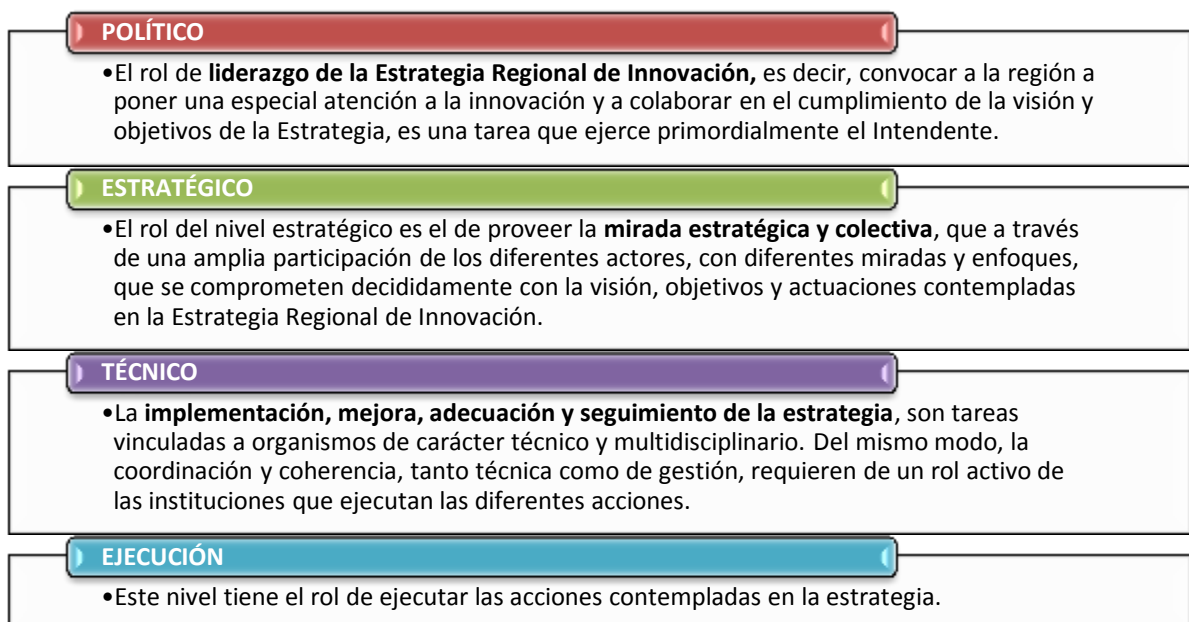 POLÍTICO
•El rol de liderazgo de la Estrategia Regional de Innovación, es decir, convocar a la región a
poner una especial atención a la innovación y a colaborar en el cumplimiento de la visión y
objetivos de la Estrategia, es una tarea que ejerce primordialmente el Intendente.
ESTRATÉGICO
•El rol del nivel estratégico es el de proveer la mirada estratégica y colectiva, que a través
de una amplia participación de los diferentes actores, con diferentes miradas y enfoques,
que se comprometen decididamente con la visión, objetivos y actuaciones contempladas
en la Estrategia Regional de Innovación.
TÉCNICO
•La implementación, mejora, adecuación y seguimiento de la estrategia, son tareas
vinculadas a organismos de carácter técnico y multidisciplinario. Del mismo modo, la
coordinación y coherencia, tanto técnica como de gestión, requieren de un rol activo de
las instituciones que ejecutan las diferentes acciones.
EJECUCIÓN
•Este nivel tiene el rol de ejecutar las acciones contempladas en la estrategia.